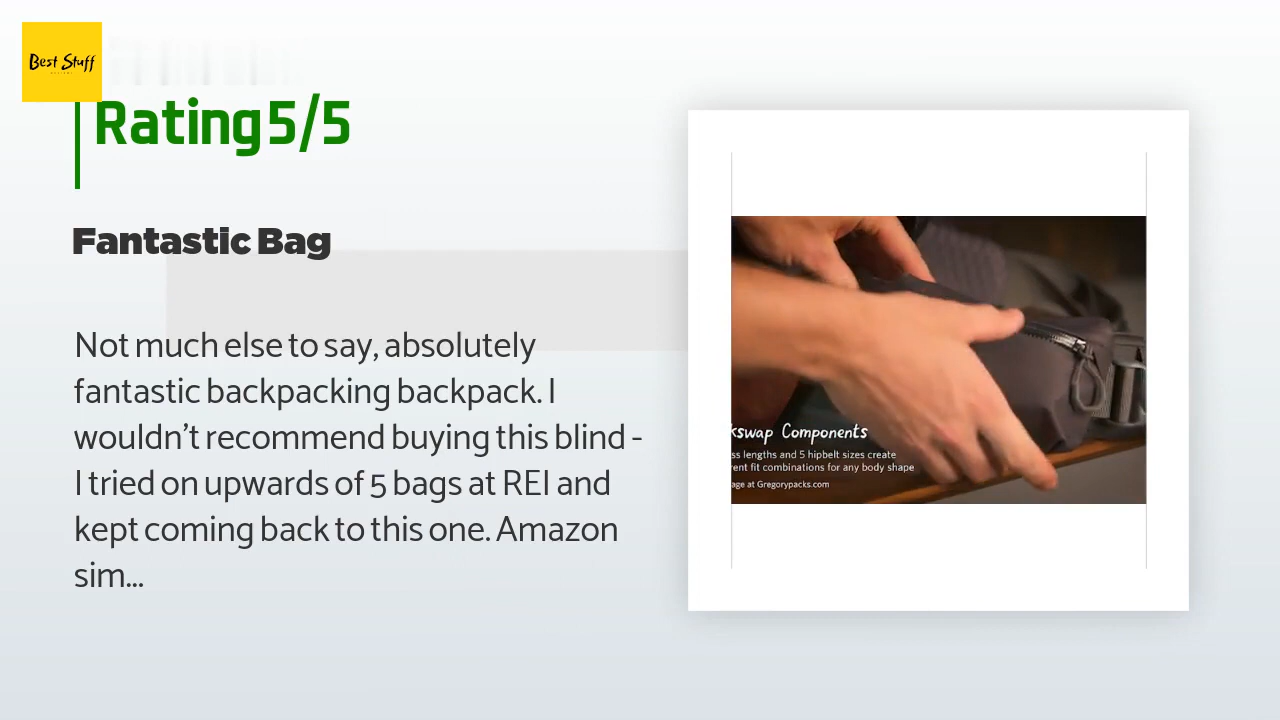 Best Stuff
Rating 5/5
Fantastic Bag
Not much else to say, absolutely
fantastic backpacking backpack. I
wouldn't recommend buying this blind -
I tried on upwards of 5 bags at REI and
kept coming back to this one. Amazon
sim...
kswap Components
ss lengths and 5 hipbelt sizes create
rent fit combinations for any body shape
age at Gregorypacks.com